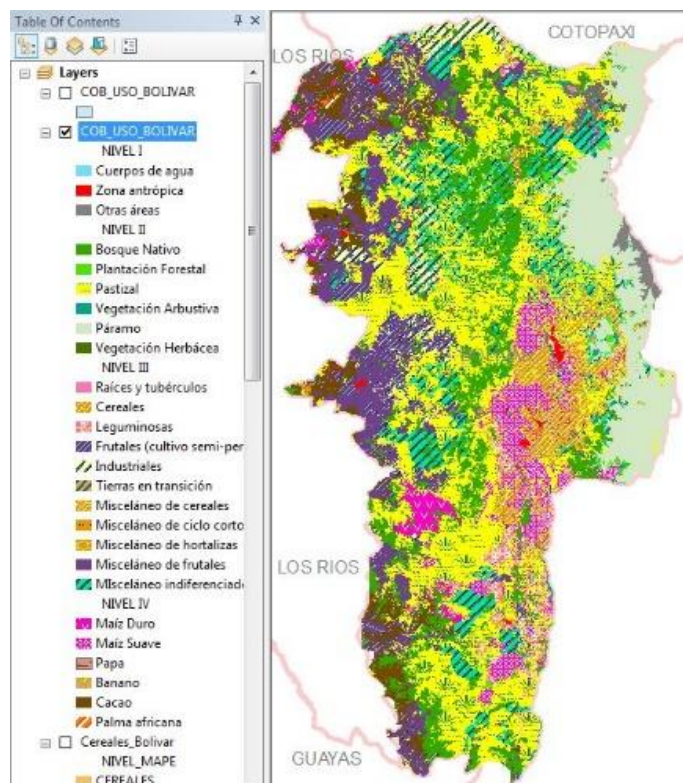 Table Of Contents
Layers
COB_USO_BOLIVAR
COB_USO_BOLIVAR
NIVEL I
Cuerpos de agua
Zona antrópica
Otras áreas
NIVEL II
Bosque Nativo
Plantación Forestal
Pastizal
Vegetación Arbustiva
Páramo
Vegetación Herbácea
NIVEL III
Raíces y tubérculos
Cereales
Leguminosas
Frutales (cultivo semi-per
Industriales
Tierras en transición
Misceláneo de cereales
Misceláneo de ciclo corto
Misceláneo de hortalizas
Misceláneo de frutales
MIsceláneo indiferenciado
NIVEL IV
Maíz Duro
Maíz Suave
Papa
Banano
Cacao
Palma africana
Cereales_Bolivar
NIVEL_MAPE
CEREALES
COTOPAXI
LOS RIOS
LOS RIOS
GUAYAS